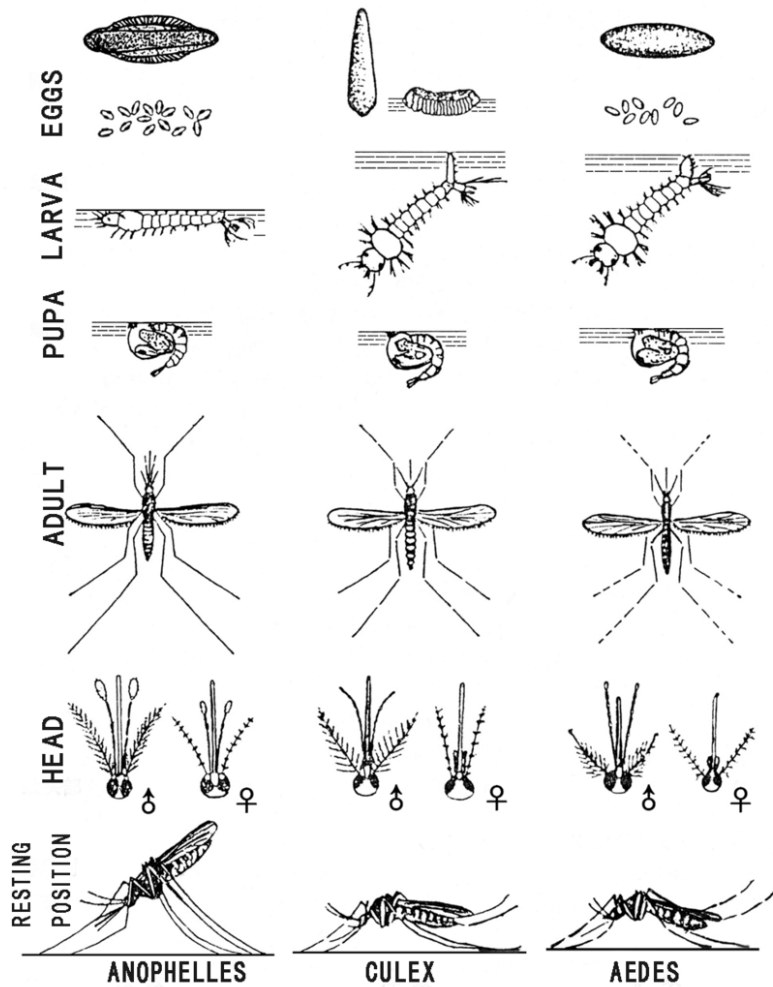 EGGS
LARVA
PUPA
ADULT
HEAD
♂ ♀ ♂ ♀ ♂ ♀
RESTING
POSITION
ANOPHELLES CULEX AEDES